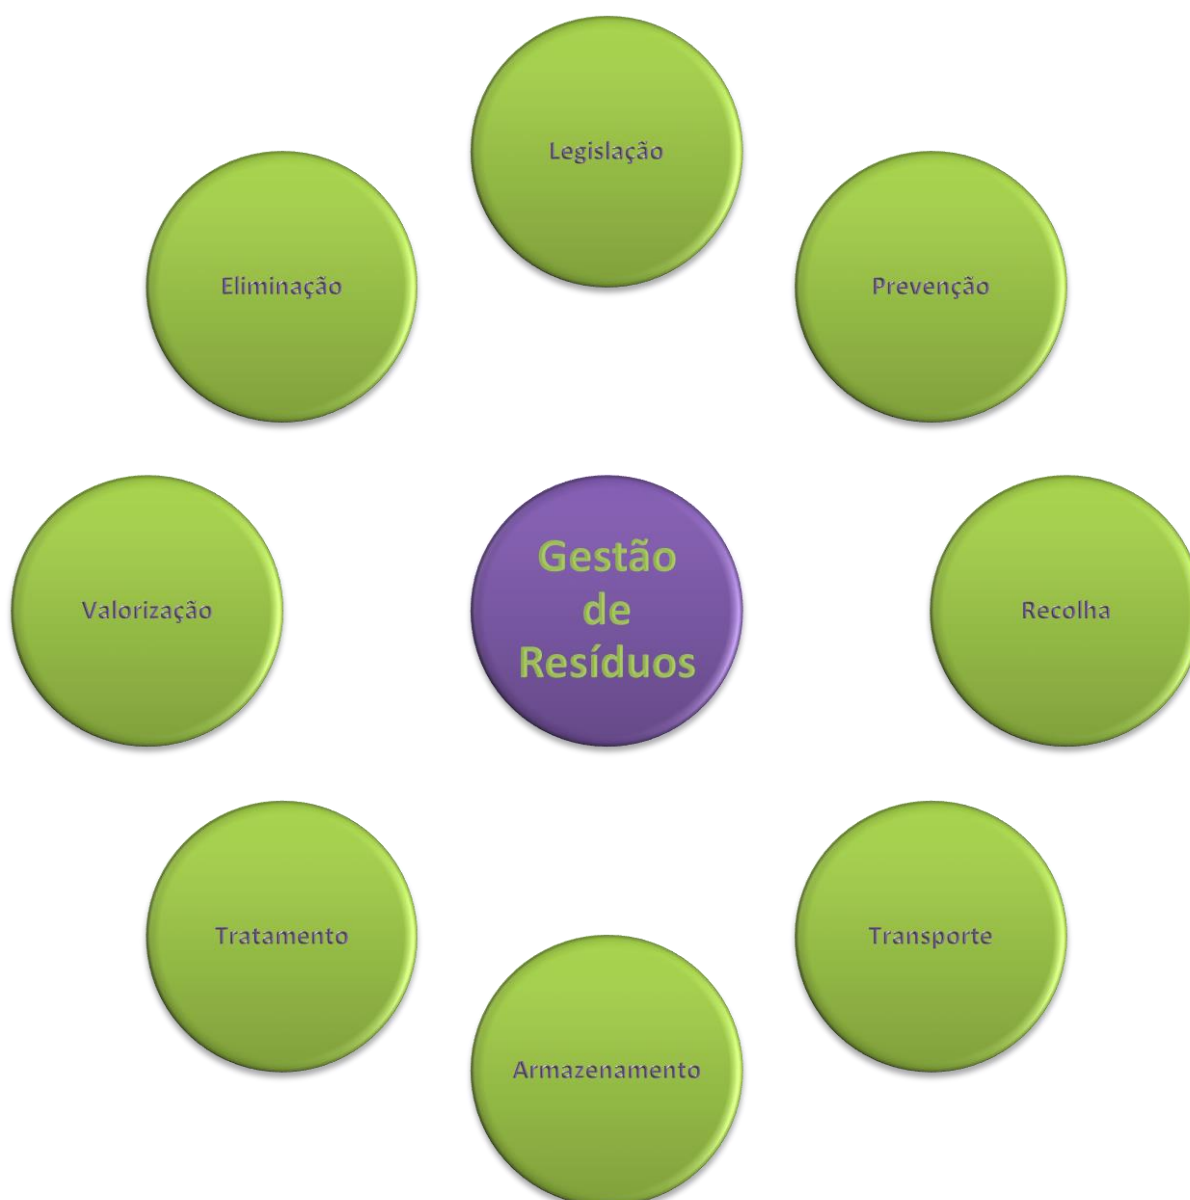 Legislação
Eliminação
Prevenção
Gestão
de
Resíduos
Valorização
Recolha
Tratamento
Transporte
Armazenamento